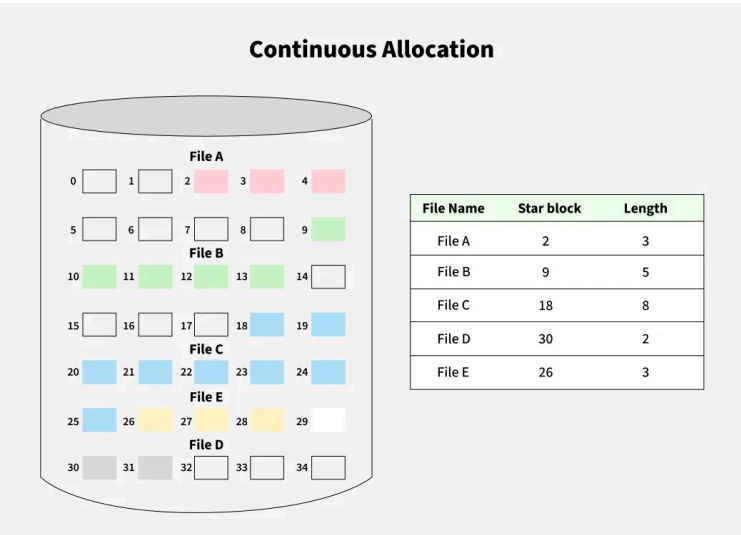 Continuous Allocation
File A
0 1 2 3 4
5 6 7 8 9
File B
10 11 12 13 14
15 16 17 18 19
File C
20 21 22 23 24
File E
25 26 27 28 29
File D
30 31 32 33 34
File Name Star block Length
File A 2 3
File B 9 5
File C 18 8
File D 30 2
File E 26 3